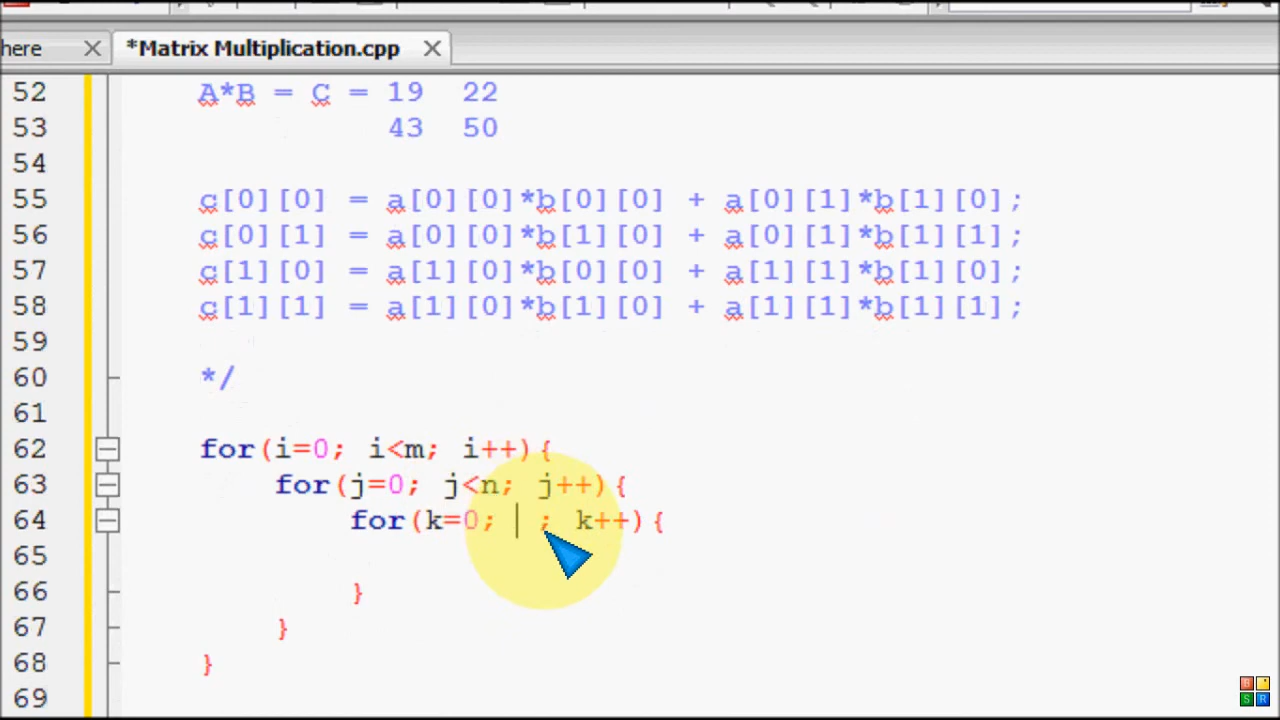 here
*Matrix Multiplication.cpp
52 A*B = C = 19 22
53 43 50
54
55 c[0][0] = a[0][0]*b[0][0] + a[0][1]*b[1][0];
56 c[0][1] = a[0][0]*b[1][0] + a[0][1]*b[1][1];
57 c[1][0] = a[1][0]*b[0][0] + a[1][1]*b[1][0];
58 c[1][1] = a[1][0]*b[1][0] + a[1][1]*b[1][1];
59
60 */
61
62 for(i=0; i<m; i++){
63 for(j=0; j<n; j++){
64 for(k=0; ; k++){
65
66 }
67 }
68 }
69